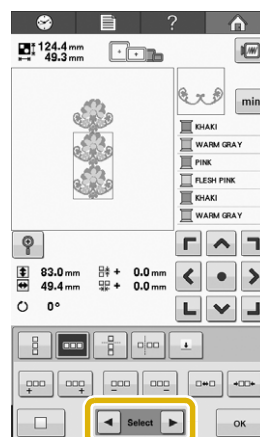 ?
124.4 mm
49.3 mm
min
KHAKI
WARM GRAY
PINK
FLESH PINK
KHAKI
WARM GRAY
83.0 mm + 0.0 mm
49.4 mm + 0.0 mm
0°
Select
OK